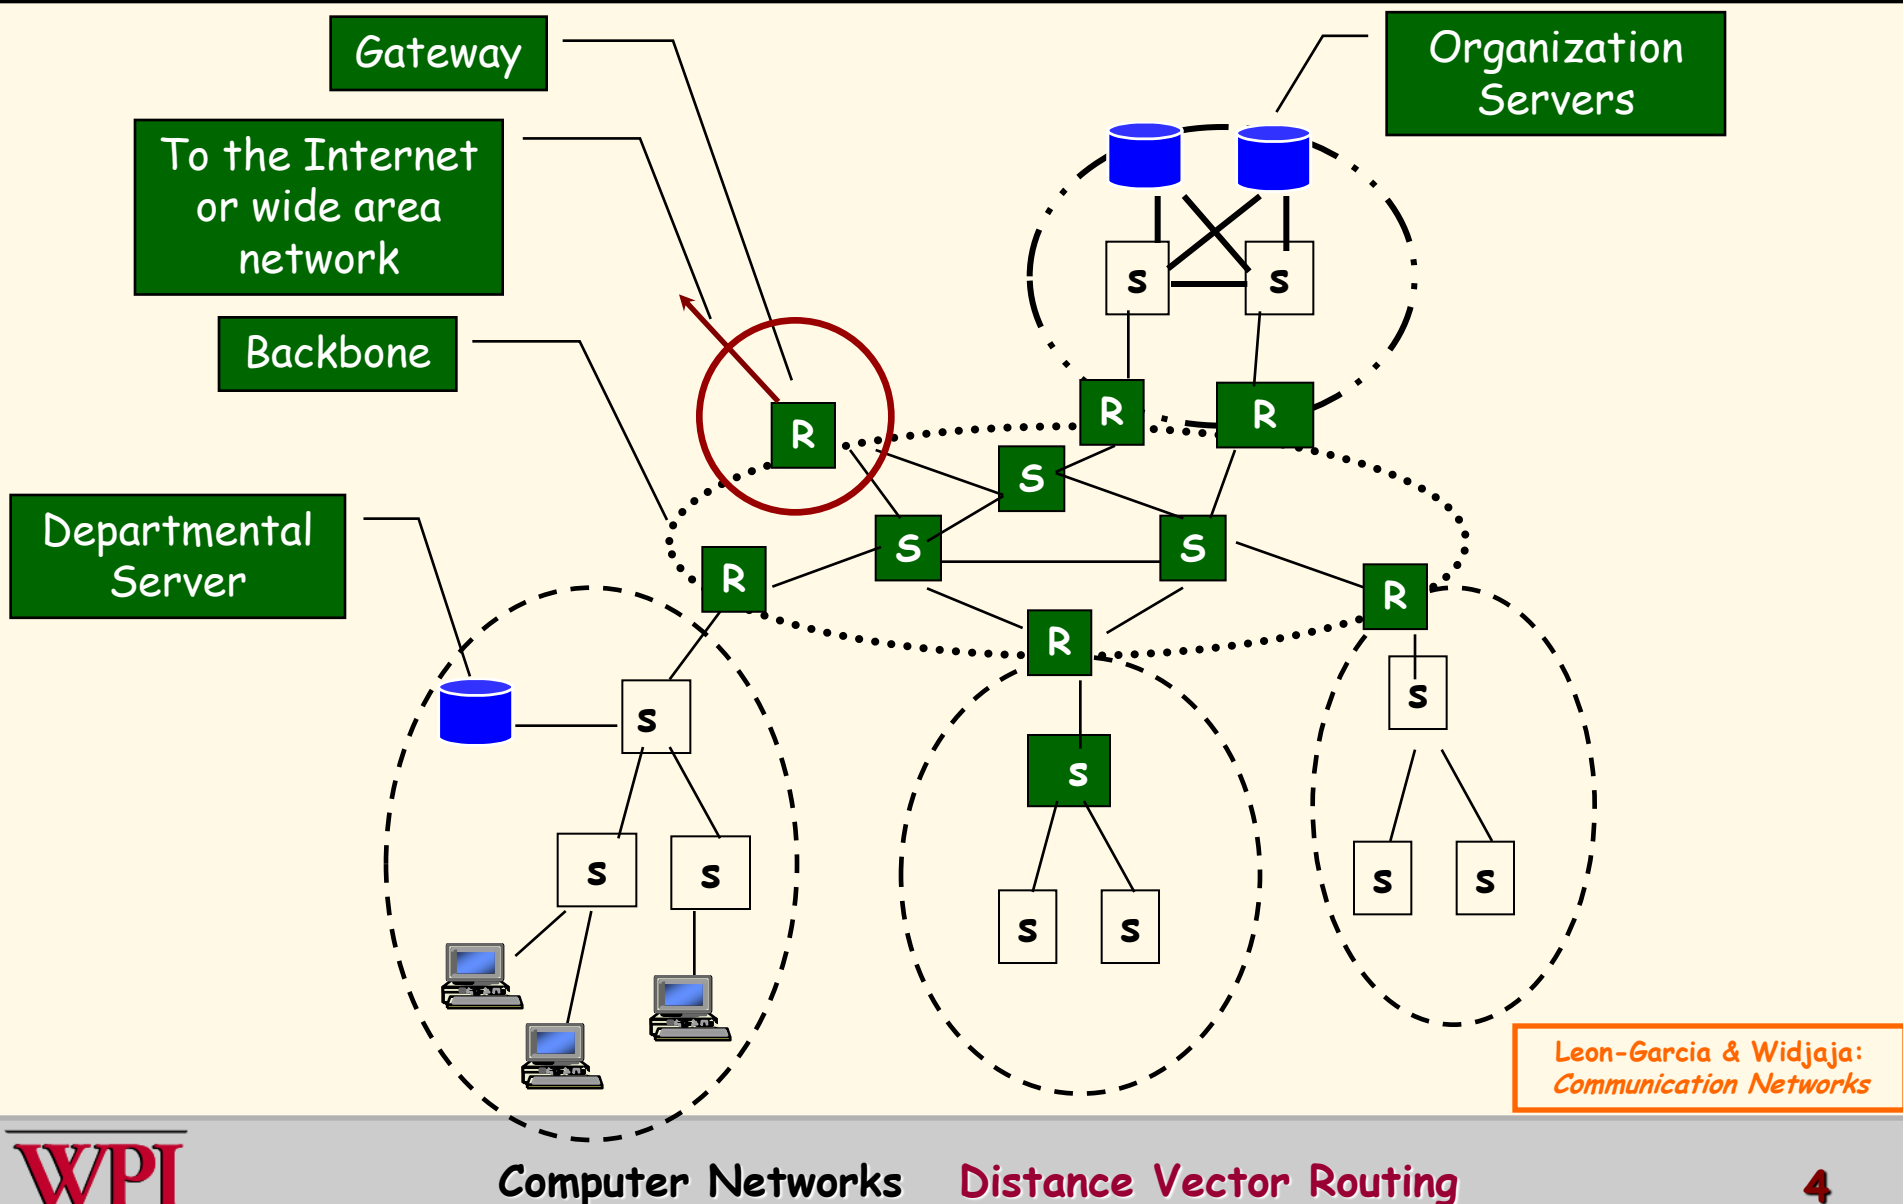 Gateway
Organization
Servers
To the Internet
or wide area
network
Backbone
Departmental
Server
s s
R R
R
S
S S
R
R
R
s
s
s
s s
s s
s s
Leon-Garcia & Widjaja:
Communication Networks
WPI
Computer Networks Distance Vector Routing
4